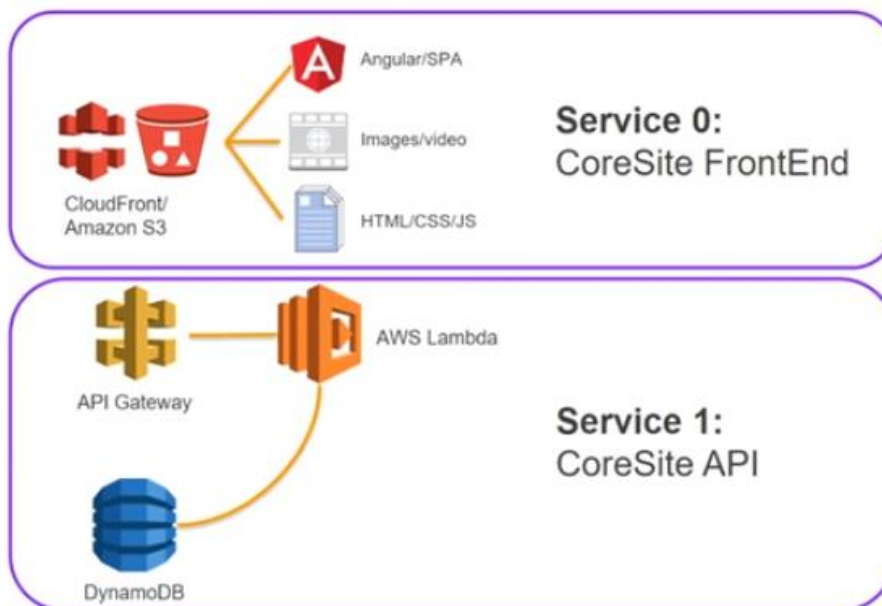 Angular/SPA
Images/video
HTML/CSS/JS
CloudFront/
Amazon S3
Service 0:
CoreSite FrontEnd
API Gateway
AWS Lambda
DynamoDB
Service 1:
CoreSite API